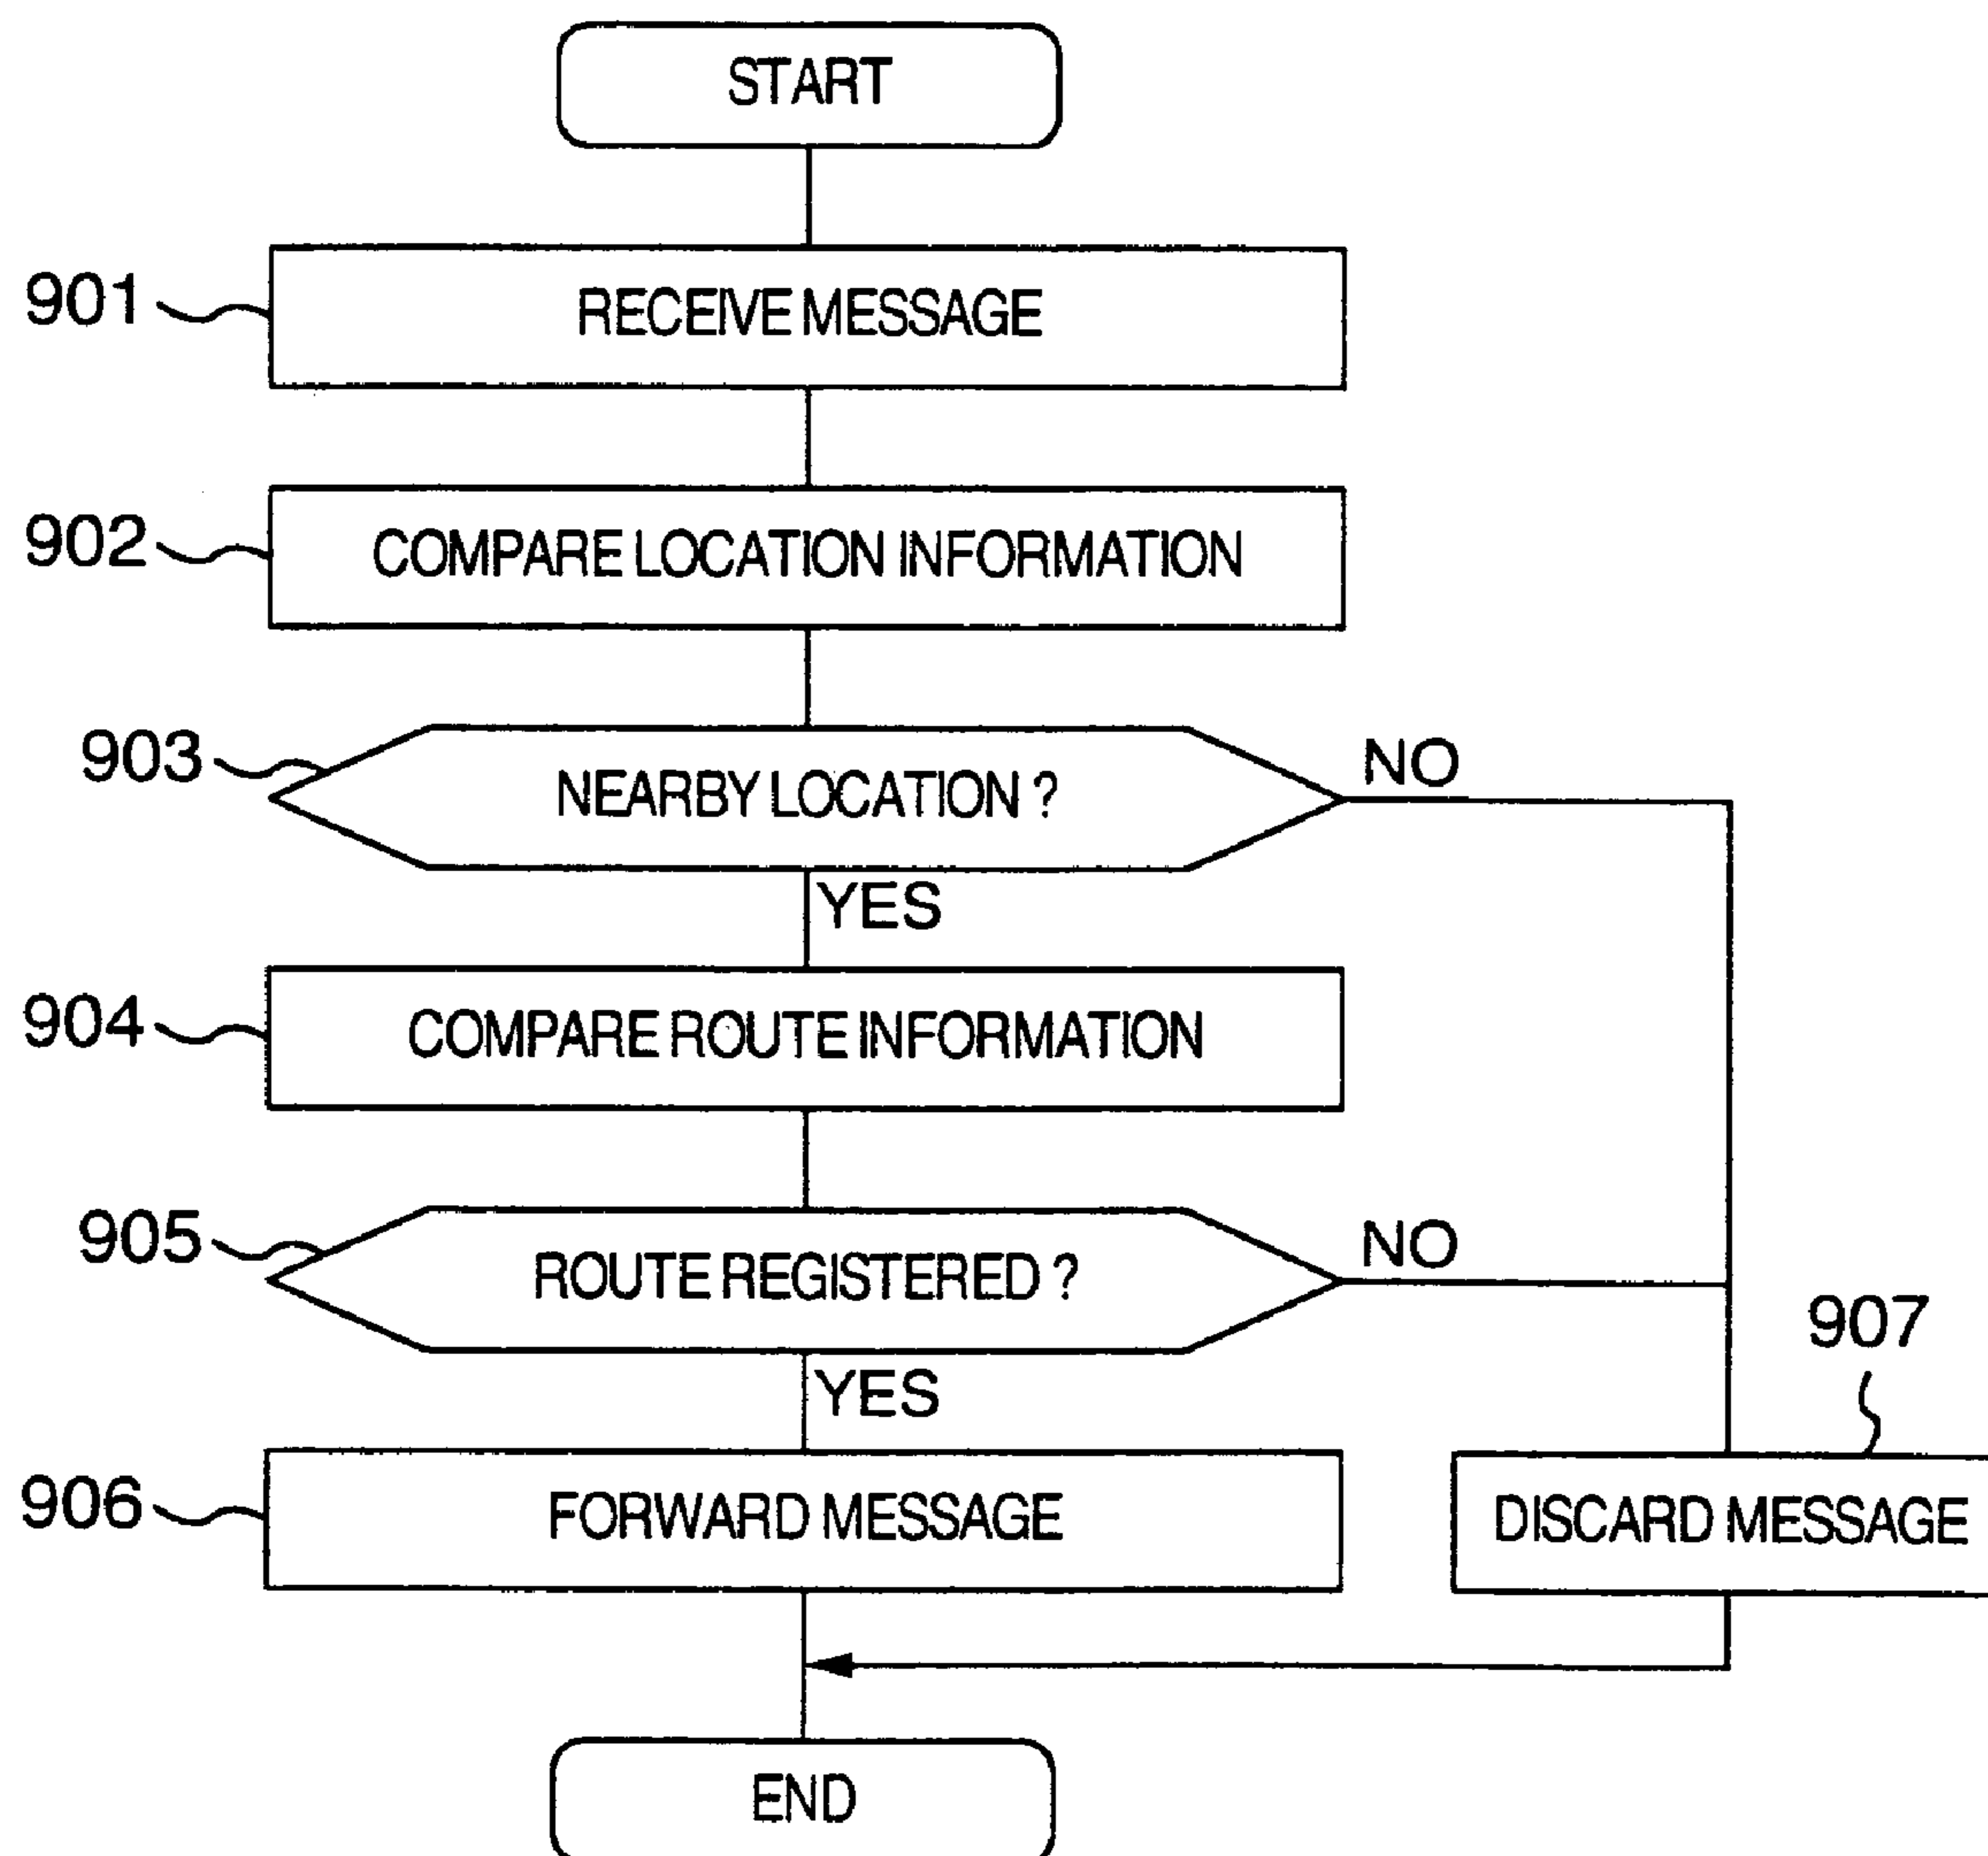 START
901
RECEIVE MESSAGE
902
COMPARE LOCATION INFORMATION
903
NEARBY LOCATION ?
NO
YES
904
COMPARE ROUTE INFORMATION
905
ROUTE REGISTERED ?
NO
907
YES
906
FORWARD MESSAGE
DISCARD MESSAGE
END